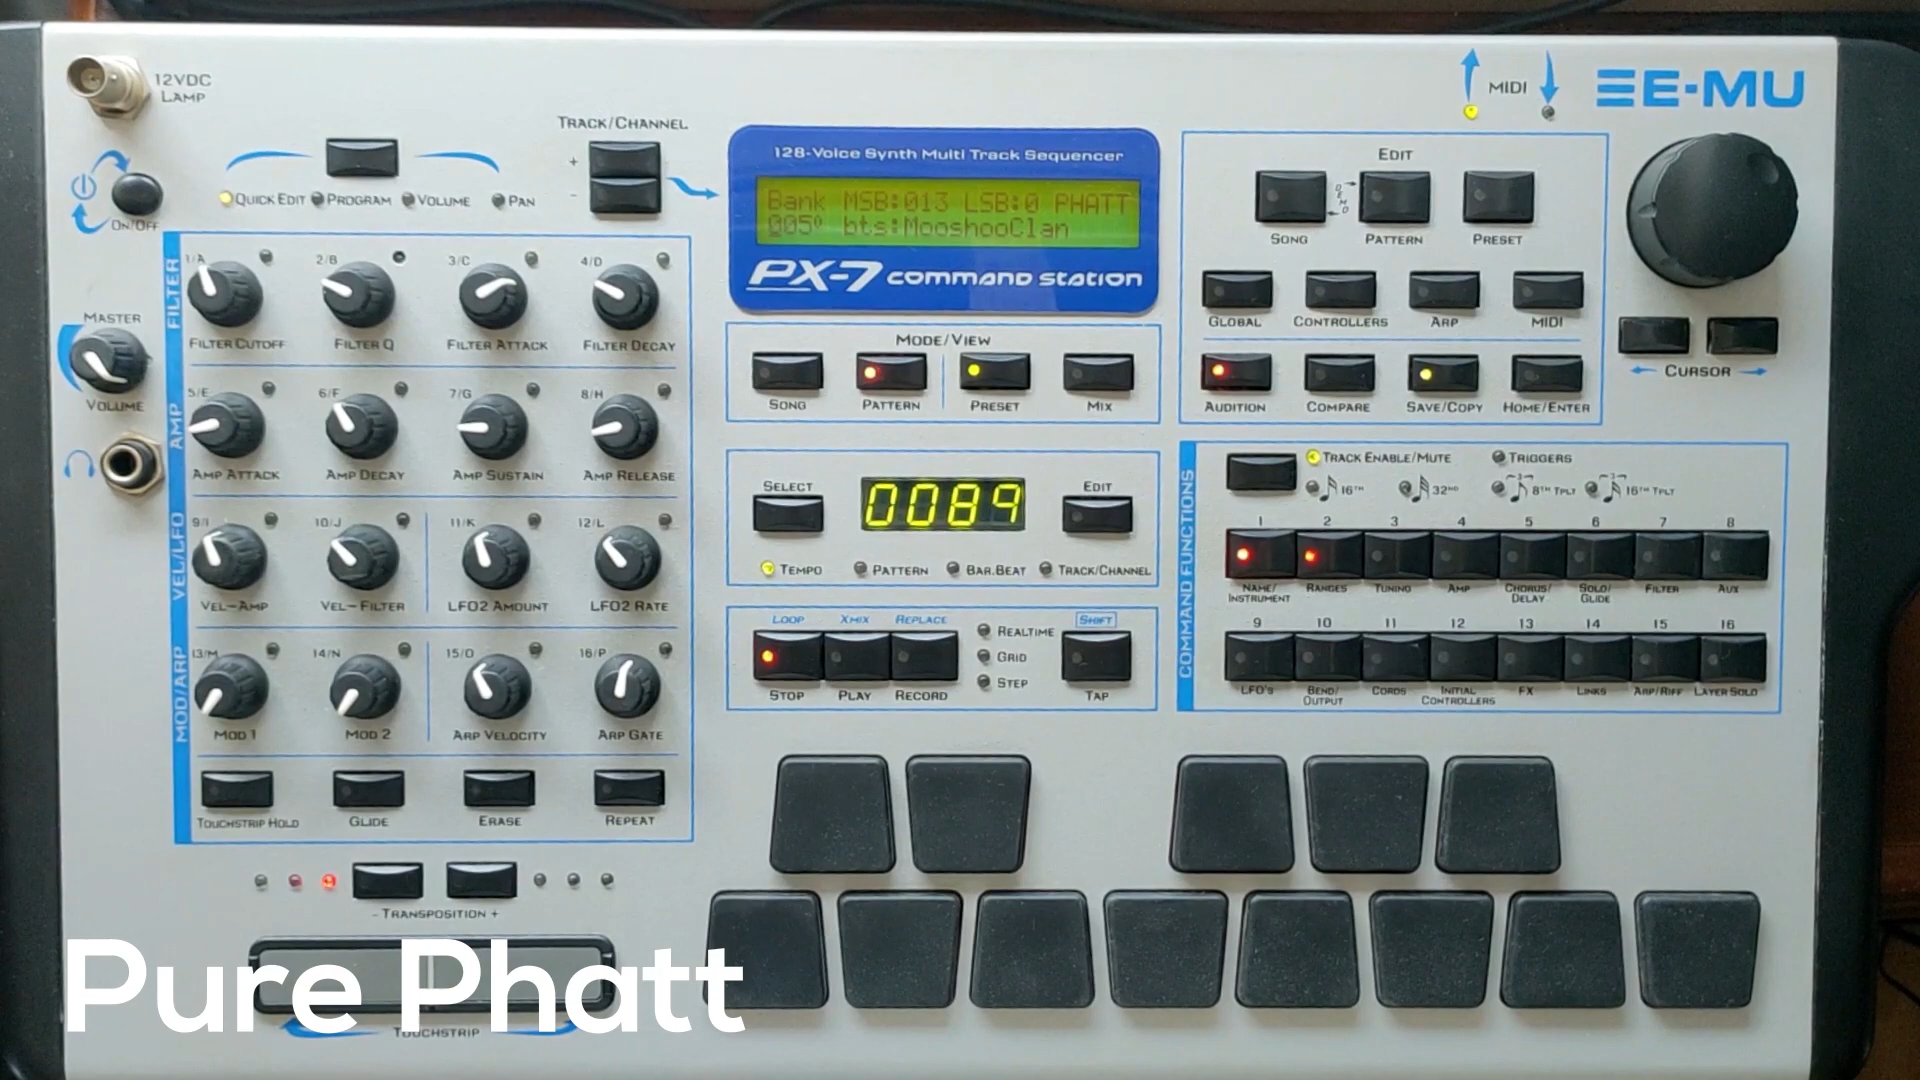 12VDC
LAMP
ON/OFF
MASTER
VOLUME
TRACK/CHANNEL
+
-
QUICK EDIT PROGRAM VOLUME PAN
FILTER
1/A 2/B 3/C 4/D
FILTER CUTOFF FILTER Q FILTER ATTACK FILTER DECAY
AMP
5/E 6/F 7/G 8/H
AMP ATTACK AMP DECAY AMP SUSTAIN AMP RELEASE
VEL/LFO
9/I 10/J 11/K 12/L
VEL-AMP VEL-FILTER LFO2 AMOUNT LFO2 RATE
MOD/ARP
13/M 14/N 15/O 16/P
MOD 1 MOD 2 ARP VELOCITY ARP GATE
TOUCHSTRIP HOLD GLIDE ERASE REPEAT
- TRANSPOSITION +
TOUCHSTRIP
Pure Phatt
128-Voice Synth Multi Track Sequencer
Bank MSB:013 LSB:0 PHATT
005⁰ bts:MooshooClan
PX-7 command station
MODE/VIEW
SONG PATTERN PRESET MIX
SELECT EDIT
0089
TEMPO PATTERN BAR.BEAT TRACK/CHANNEL
LOOP XMIX REPLACE SHIFT
REALTIME
GRID
STEP
STOP PLAY RECORD TAP
MIDI
E-MU
EDIT
DEMO
SONG PATTERN PRESET
GLOBAL CONTROLLERS ARP MIDI
AUDITION COMPARE SAVE/COPY HOME/ENTER
CURSOR
COMMAND FUNCTIONS
TRACK ENABLE/MUTE TRIGGERS
16TH 32ND 3 8TH TPLT 3 16TH TPLT
1 2 3 4 5 6 7 8
NAME/INSTRUMENT RANGES TUNING AMP CHORUS/DELAY SOLO/GLIDE FILTER AUX
9 10 11 12 13 14 15 16
LFO'S BEND/OUTPUT CORDS INITIAL CONTROLLERS FX LINKS ARP/RIFF LAYER SOLO